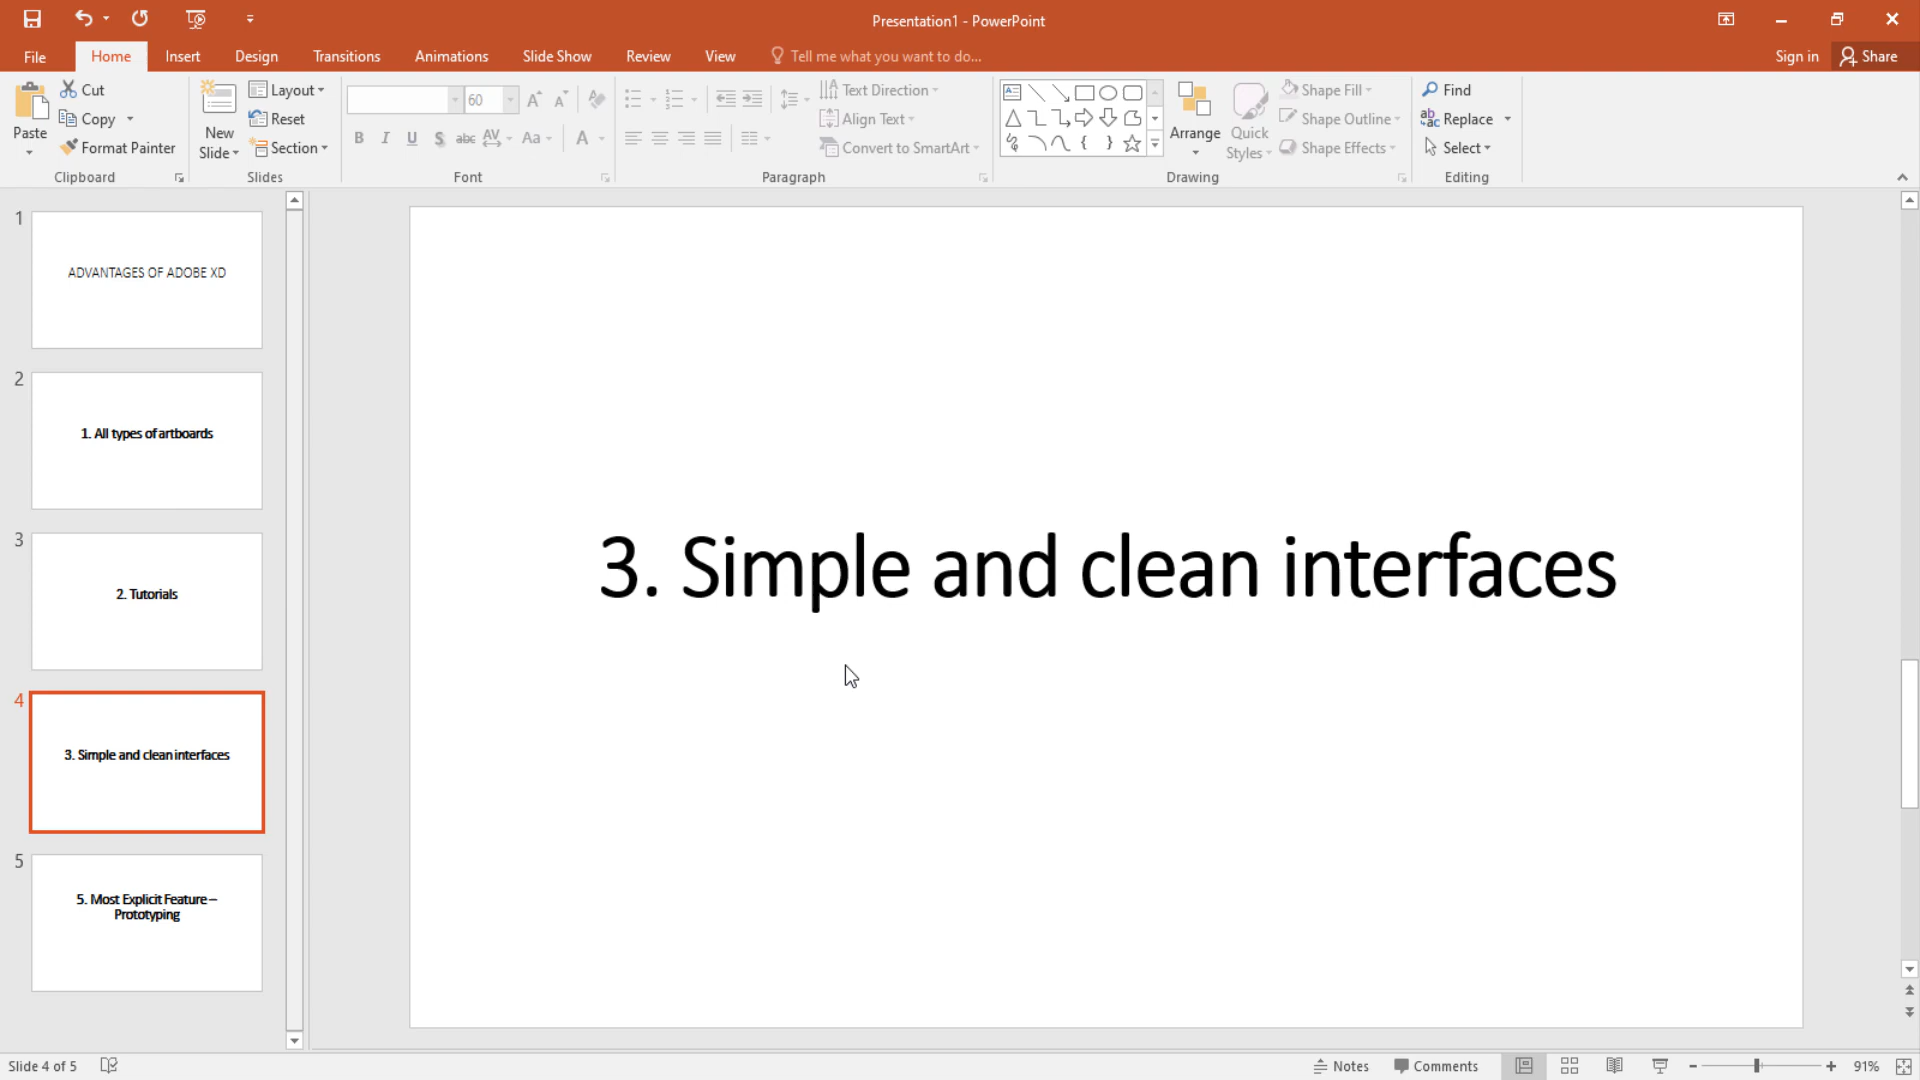 Presentation1 - PowerPoint
File Home Insert Design Transitions Animations Slide Show Review View Tell me what you want to do... Sign in Share
Paste
Cut
Copy
Format Painter
Clipboard
New Slide
Layout
Reset
Section
Slides
60
B I U S abc AV Aa A
Font
Text Direction
Align Text
Convert to SmartArt
Paragraph
Arrange
Quick Styles
Shape Fill
Shape Outline
Shape Effects
Drawing
Find
Replace
Select
Editing
1
ADVANTAGES OF ADOBE XD
2
1. All types of artboards
3
2. Tutorials
4
3. Simple and clean interfaces
5
5. Most Explicit Feature –
Prototyping
3. Simple and clean interfaces
Slide 4 of 5 Notes Comments 91%